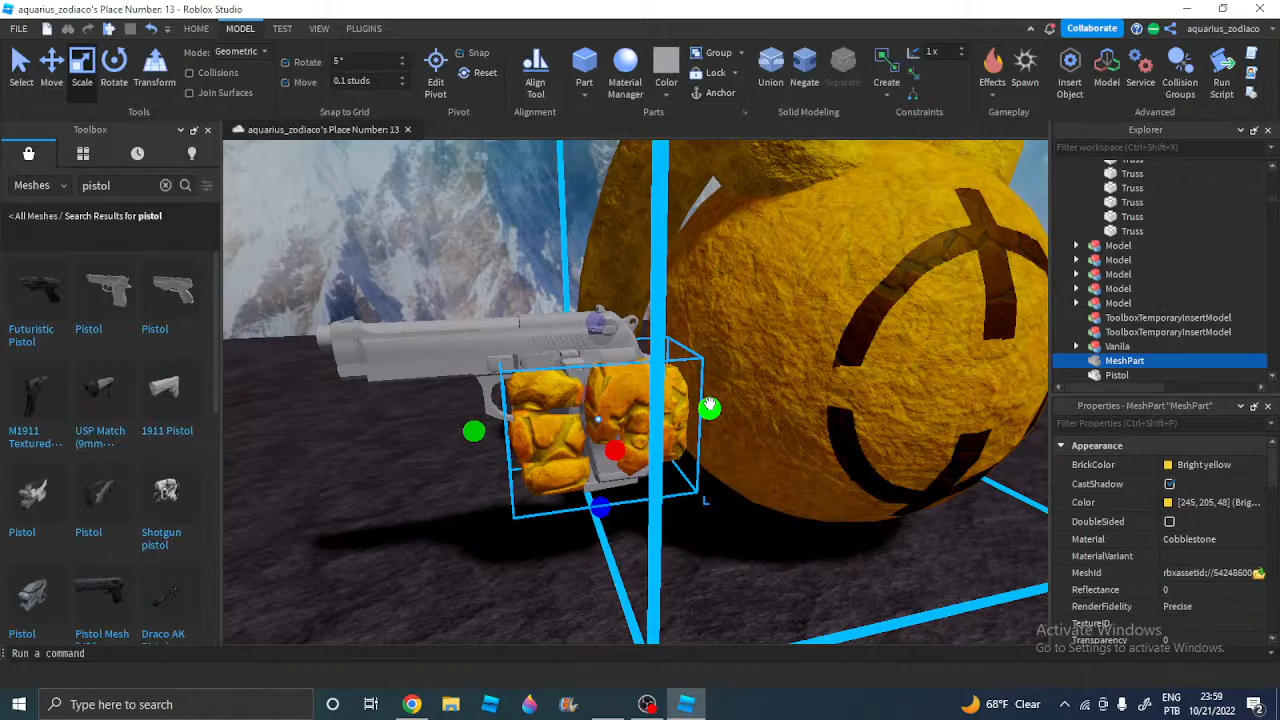 aquarius_zodiaco's Place Number: 13 - Roblox Studio
FILE HOME MODEL TEST VIEW PLUGINS Collaborate aquarius_zodiaco
Select Move Scale Rotate Transform
Mode: Geometric
Collisions
Join Surfaces
Tools
Rotate 5°
Move 0.1 studs
Snap to Grid
Edit Pivot
Snap
Reset
Pivot
Align Tool
Alignment
Part
Material Manager
Color
Group
Lock
Anchor
Parts
Union Negate Separate
Solid Modeling
Create
1x
Constraints
Effects Spawn
Gameplay
Insert Object
Model
Service
Collision Groups
Run Script
Advanced
Toolbox
aquarius_zodiaco's Place Number: 13
Meshes pistol
< All Meshes / Search Results for pistol
Futuristic Pistol
Pistol
Pistol
M1911 Textured...
USP Match (9mm...
1911 Pistol
Pistol
Pistol
Shotgun pistol
Pistol
Pistol Mesh
Draco AK
L
Explorer
Filter workspace (Ctrl+Shift+X)
Truss
Truss
Truss
Truss
Truss
Truss
Model
Model
Model
Model
Model
ToolboxTemporaryInsertModel
ToolboxTemporaryInsertModel
Vanila
MeshPart
Pistol
Properties - MeshPart "MeshPart"
Filter Properties (Ctrl+Shift+P)
Appearance
BrickColor Bright yellow
CastShadow
Color [245, 205, 48] (Brig...
DoubleSided
Material Cobblestone
MaterialVariant
MeshId rbxassetid://54248600
Reflectance 0
RenderFidelity Precise
TextureID
Transparency 0
Activate Windows
Go to Settings to activate Windows.
Run a command
Type here to search
68°F Clear
ENG
PTB
23:59
10/21/2022
2